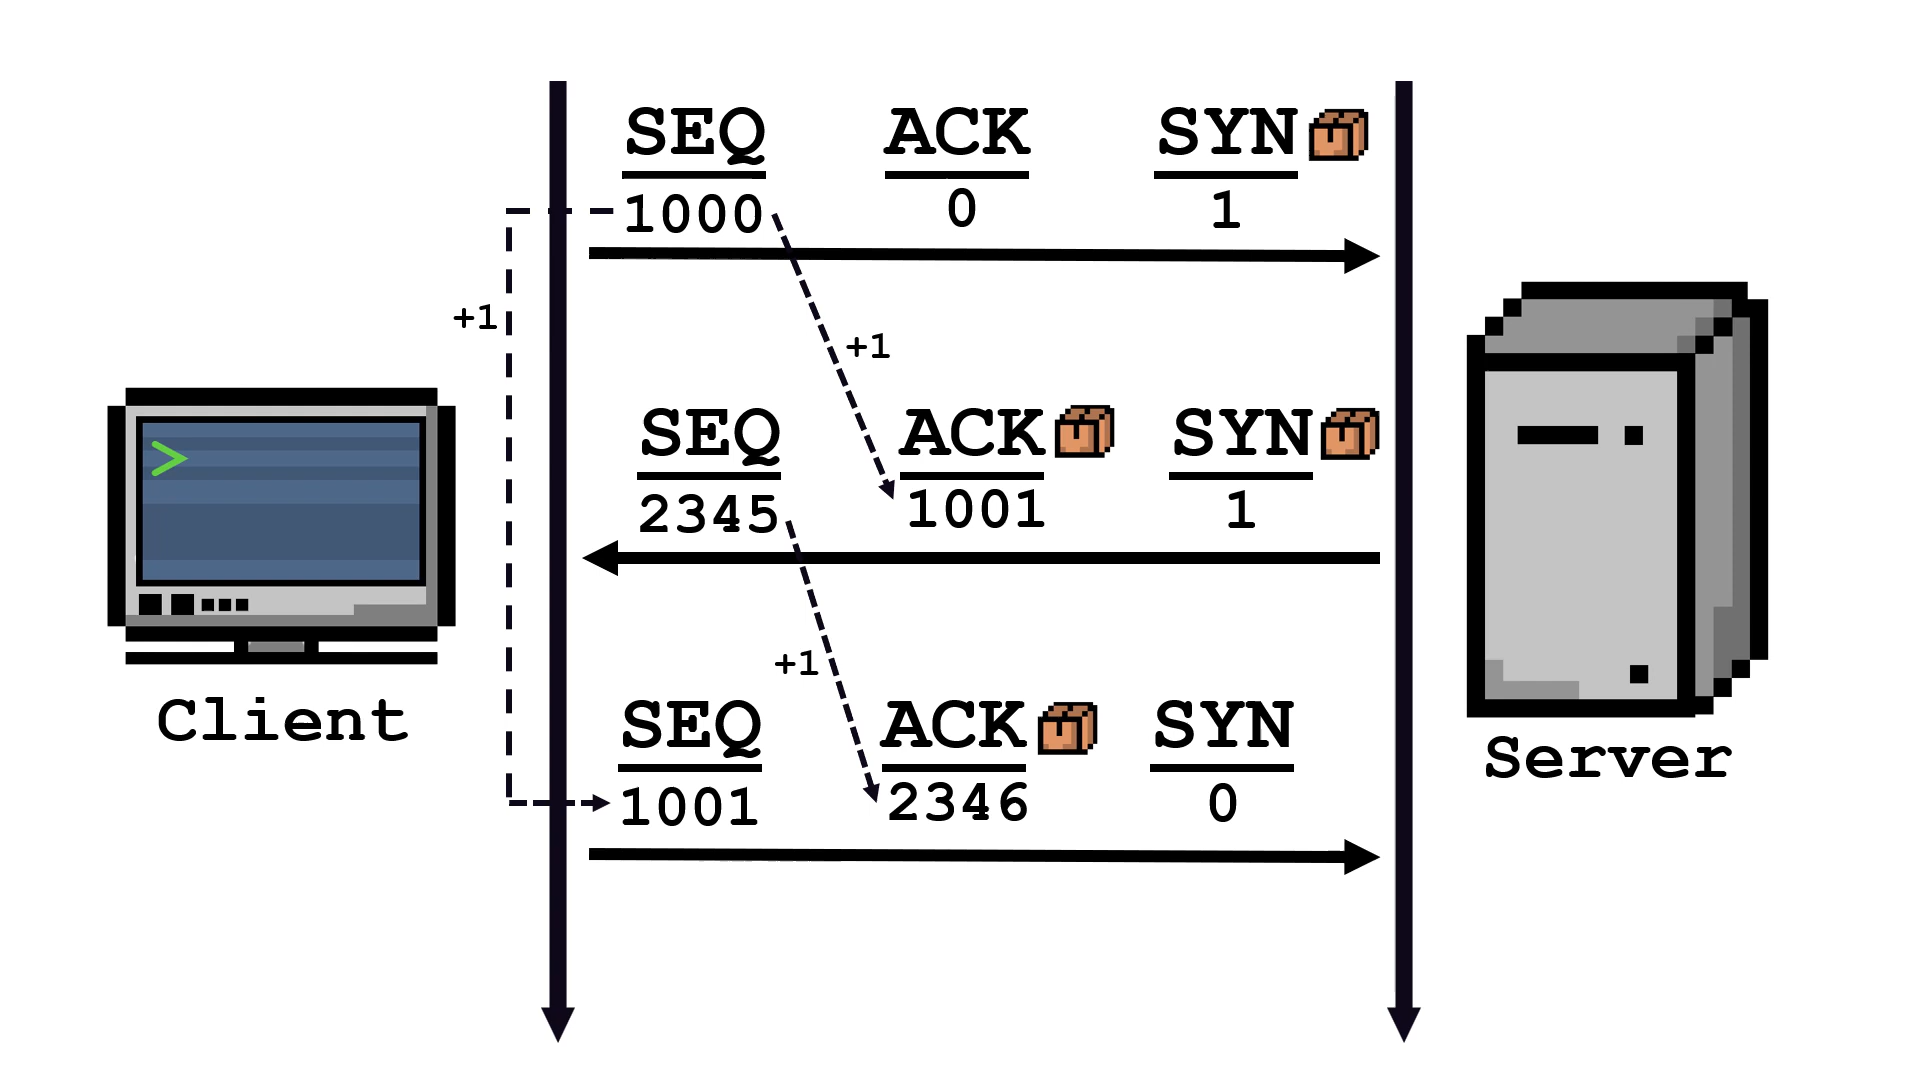 SEQ ACK SYN
1000 0 1
+1
+1
SEQ ACK SYN
2345 1001 1
+1
SEQ ACK SYN
1001 2346 0
Client
Server